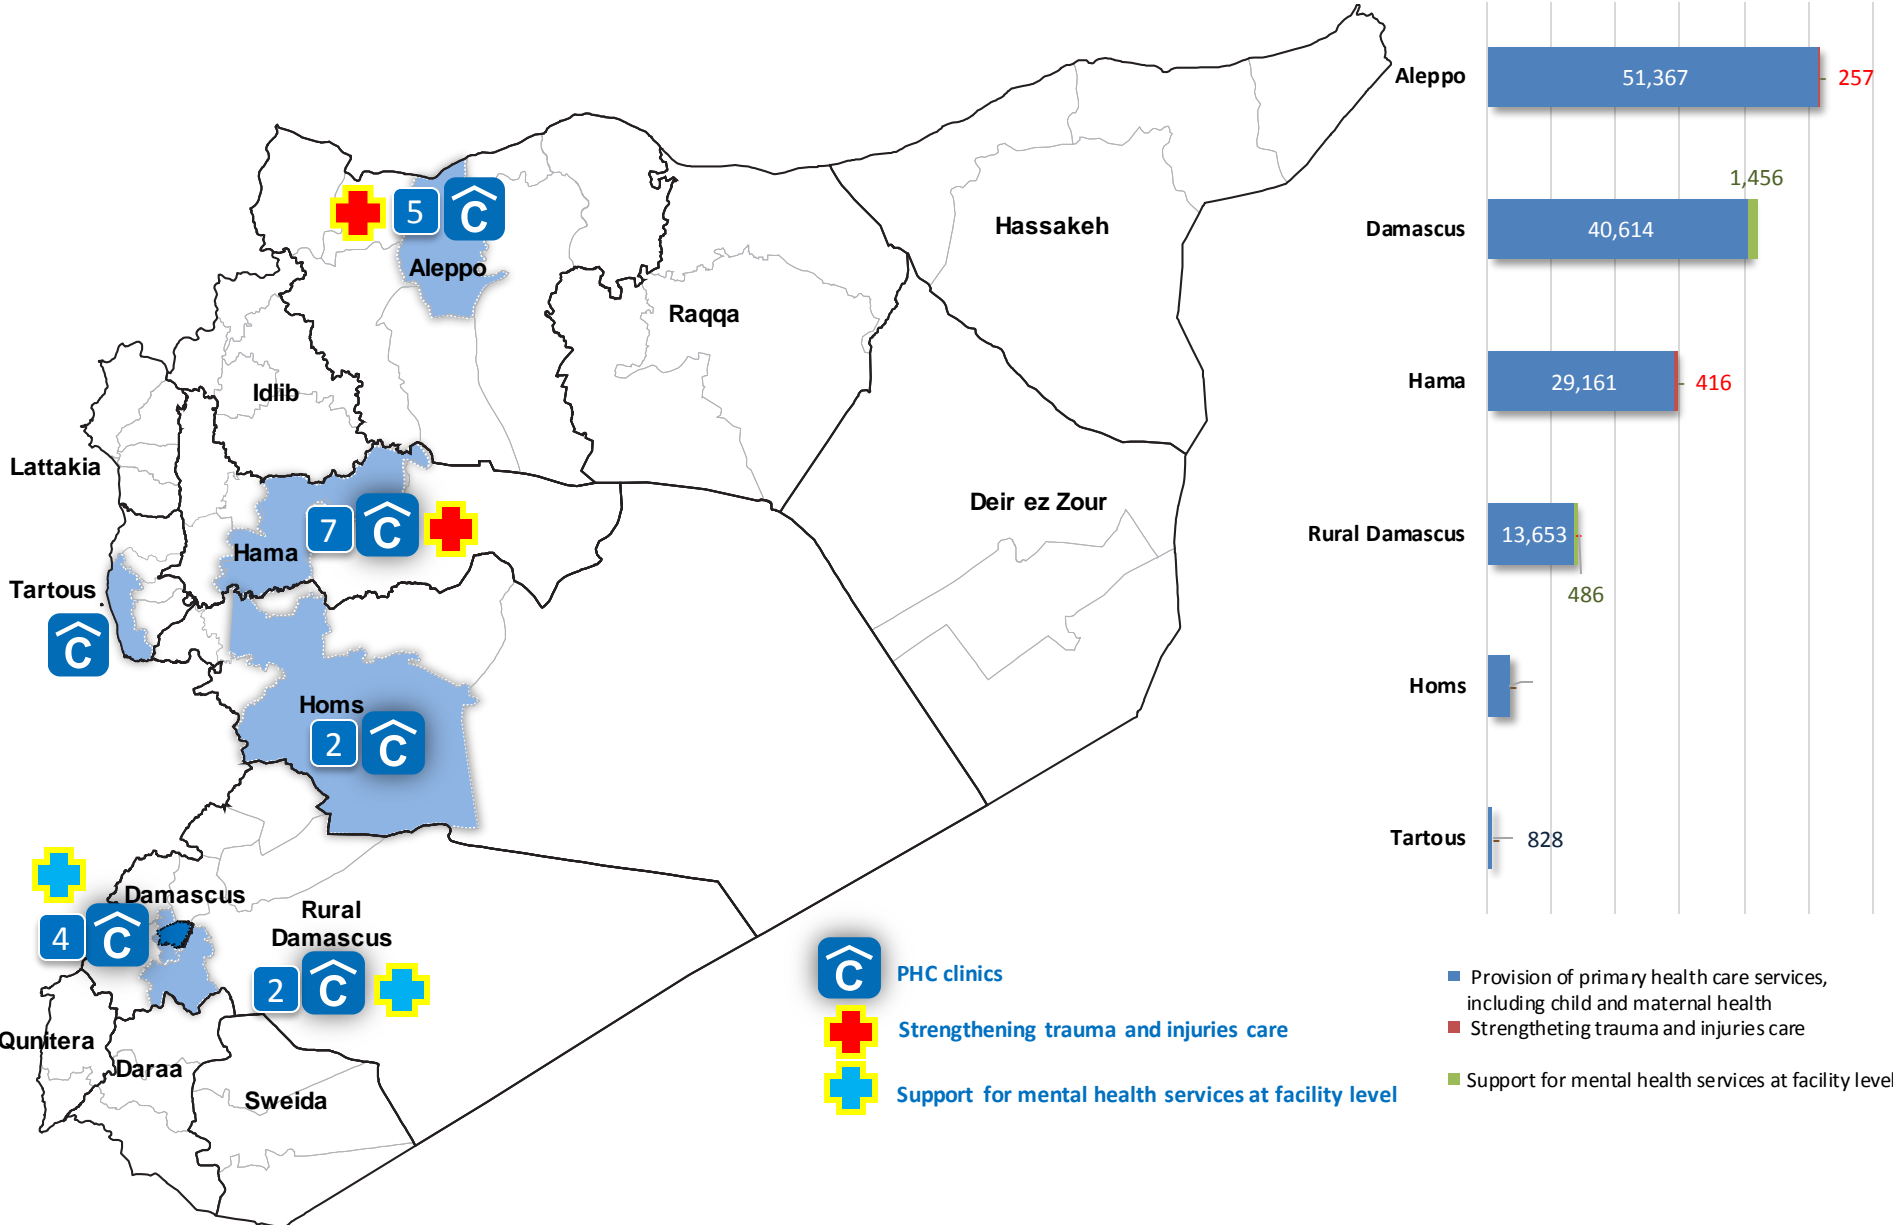 Aleppo
51,367
257
1,456
Damascus
40,614
Hama
29,161
416
Rural Damascus
13,653
486
Homs
Tartous
828
5
C
Aleppo
Hassakeh
Raqqa
Idlib
Lattakia
Deir ez Zour
7
C
Hama
Tartous
C
Homs
2
C
Damascus
4
C
Rural
Damascus
2
C
Qunitera
Daraa
Sweida
C
PHC clinics
Strengthening trauma and injuries care
Support for mental health services at facility level
Provision of primary health care services,
including child and maternal health
Strengtheting trauma and injuries care
Support for mental health services at facility level